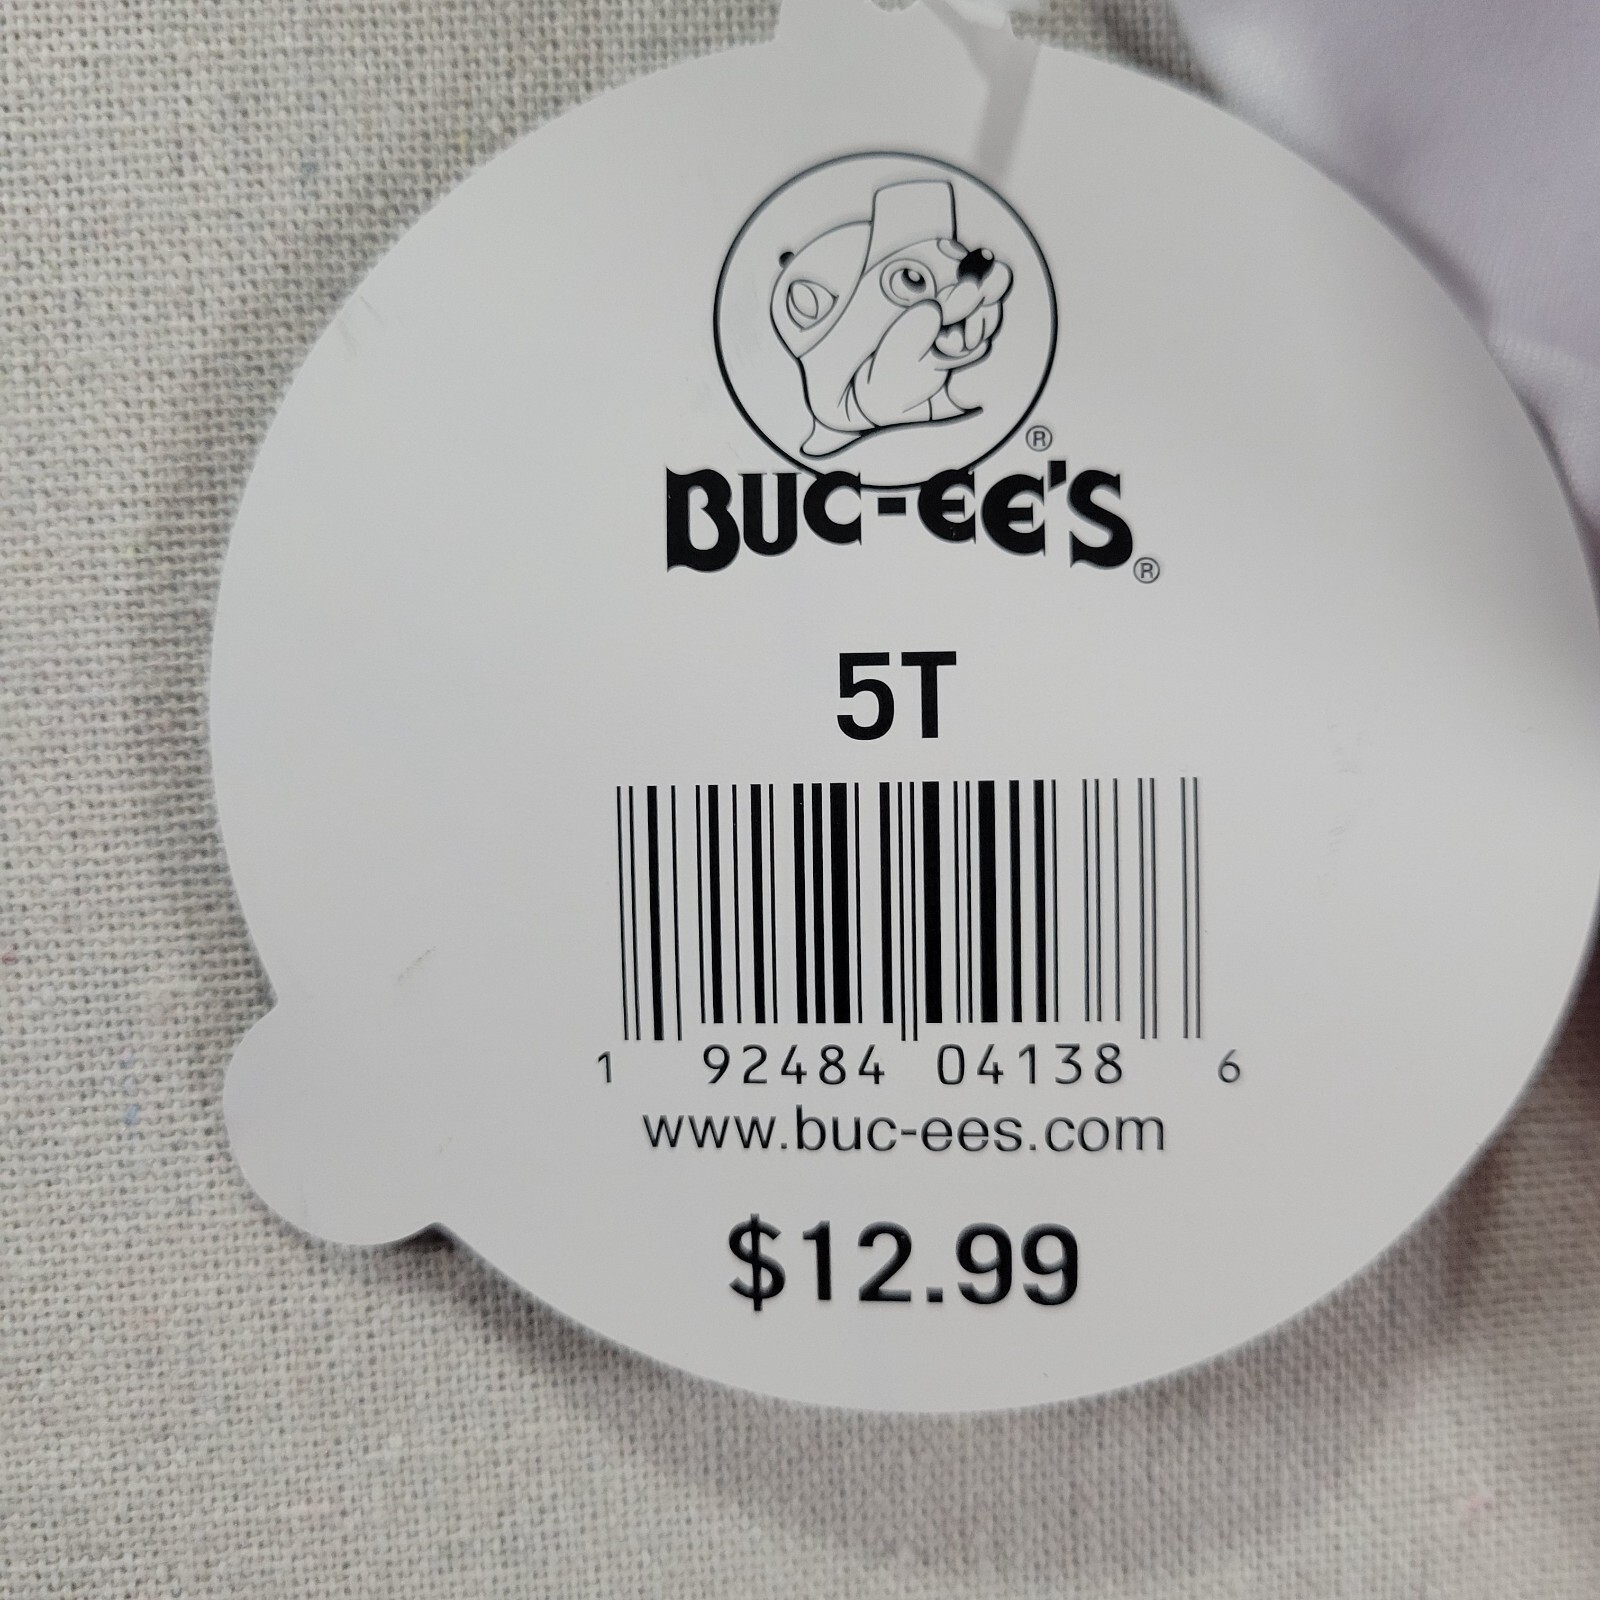 ®
BUC-EE'S®
5T
1 92484 04138 6
www.buc-ees.com
$12.99